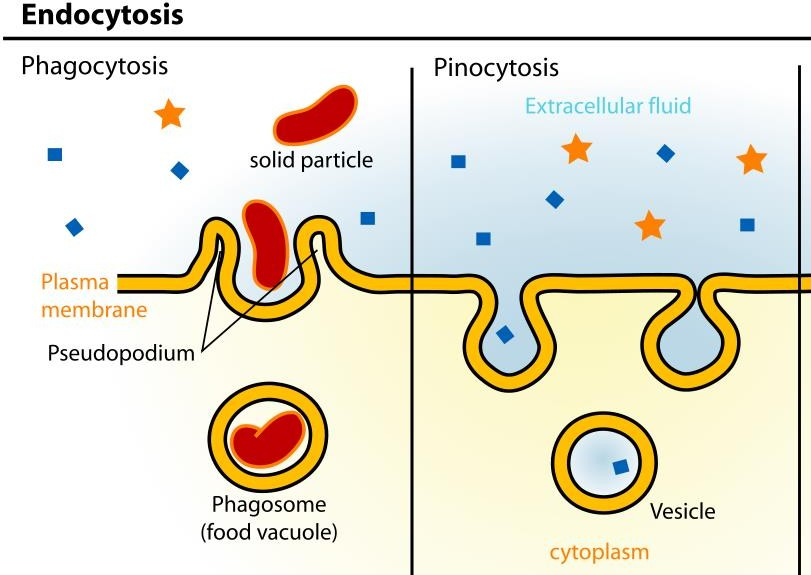 Endocytosis
Phagocytosis
solid particle
Plasma
membrane
Pseudopodium
Phagosome
(food vacuole)
Pinocytosis
Extracellular fluid
Vesicle
cytoplasm